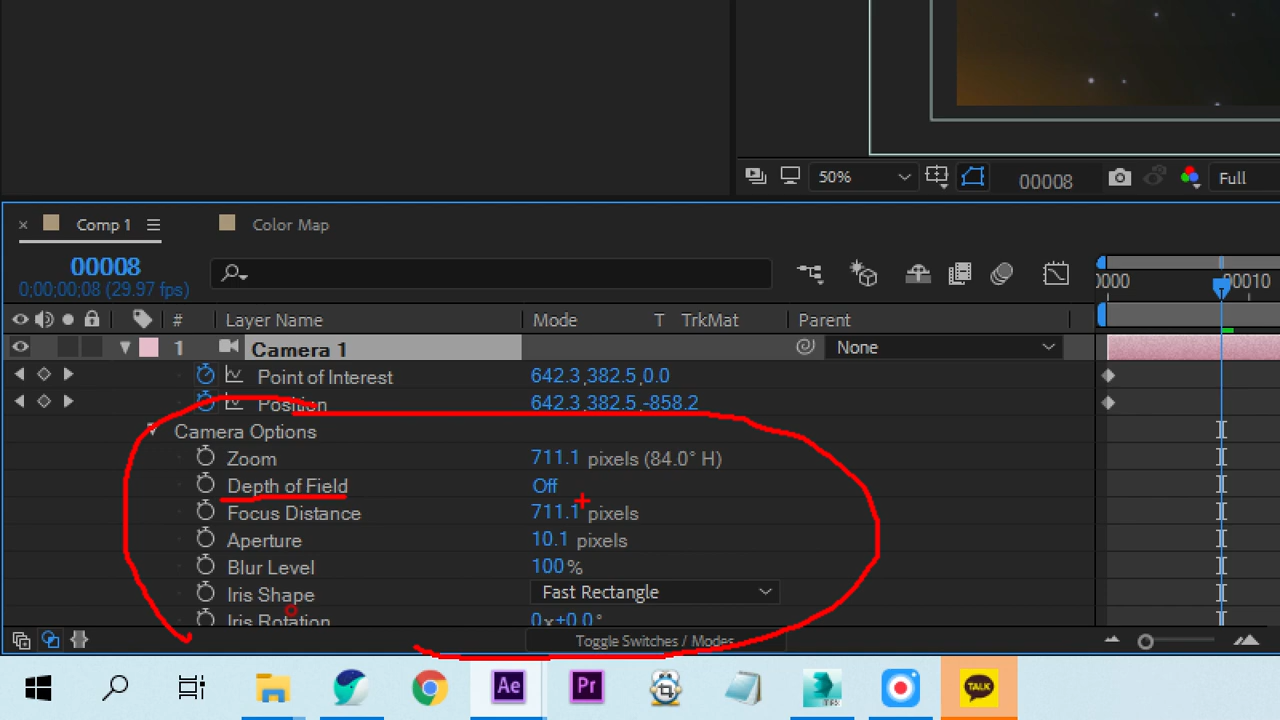 50%
00008
Full
× Comp 1
Color Map
00008
0;00;00;08 (29.97 fps)
0000
00010
# Layer Name
Mode
T TrkMat
Parent
1 Camera 1
None
Point of Interest
642.3,382.5,0.0
Position
642.3,382.5,-858.2
Camera Options
Zoom
711.1 pixels (84.0° H)
Depth of Field
Off
Focus Distance
711.1 pixels
Aperture
10.1 pixels
Blur Level
100%
Iris Shape
Fast Rectangle
Iris Rotation
0x+0.0°
Toggle Switches / Modes
Ae
Pr
TALK